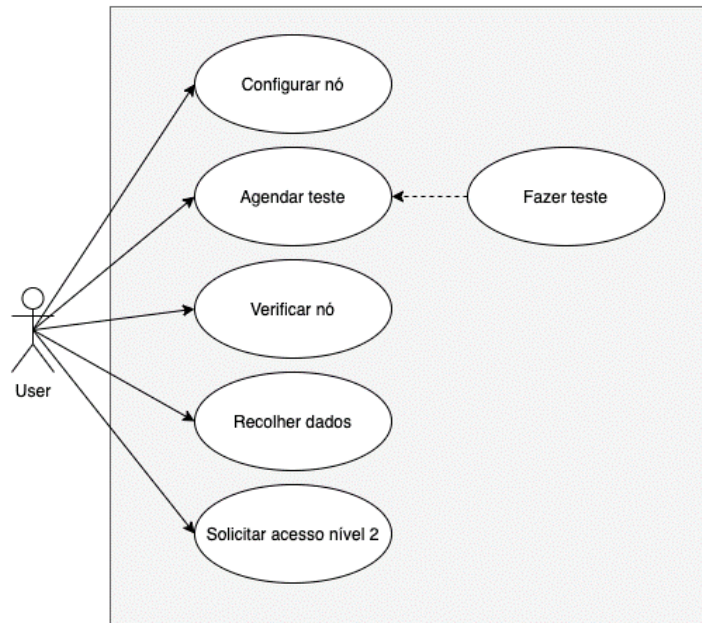 Configurar nó
Agendar teste
Fazer teste
Verificar nó
User
Recolher dados
Solicitar acesso nível 2